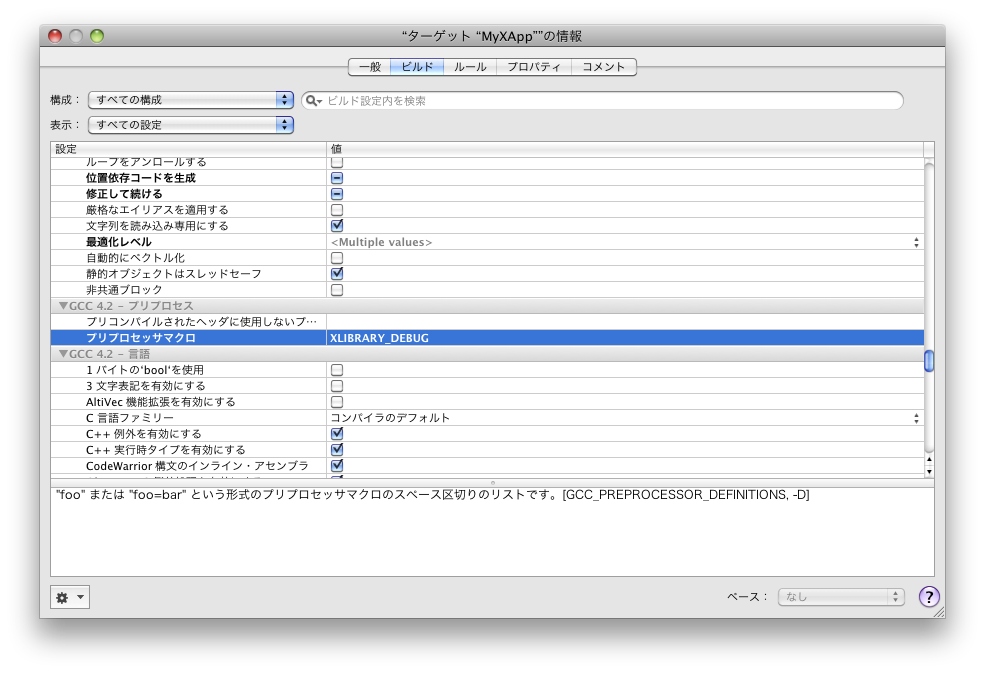 “ターゲット “MyXApp””の情報
一般 ビルド ルール プロパティ コメント
構成： すべての構成 ビルド設定内を検索
表示： すべての設定
設定 値
ループをアンロールする
位置依存コードを生成
修正して続ける
厳格なエイリアスを適用する
文字列を読み込み専用にする
最適化レベル <Multiple values>
自動的にベクトル化
静的オブジェクトはスレッドセーフ
非共通ブロック
GCC 4.2 – プリプロセス
プリコンパイルされたヘッダに使用しないプ…
プリプロセッサマクロ XLIBRARY_DEBUG
GCC 4.2 – 言語
1 バイトの‘bool‘を使用
3 文字表記を有効にする
AltiVec 機能拡張を有効にする
C 言語ファミリー コンパイラのデフォルト
C++ 例外を有効にする
C++ 実行時タイプを有効にする
CodeWarrior 構文のインライン・アセンブラ
"foo" または "foo=bar" という形式のプリプロセッサマクロのスペース区切りのリストです。[GCC_PREPROCESSOR_DEFINITIONS, -D]
ベース： なし ?